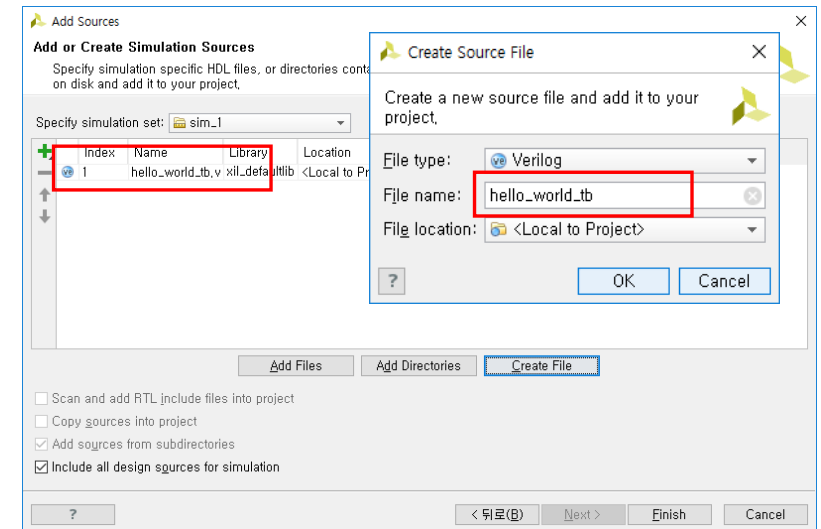 Add Sources
Add or Create Simulation Sources
Specify simulation specific HDL files, or directories
on disk and add it to your project,
Specify simulation set: sim_1
Index Name Library Location
1 hello_world_tb,v xil_defaultlib <Local to Pr
Create Source File
Create a new source file and add it to your
project,
File type: Verilog
File name: hello_world_tb
File location: <Local to Project>
? OK Cancel
Add Files Add Directories Create File
Scan and add RTL include files into project
Copy sources into project
Add sources from subdirectories
Include all design sources for simulation
? < 뒤로(B) Next > Finish Cancel